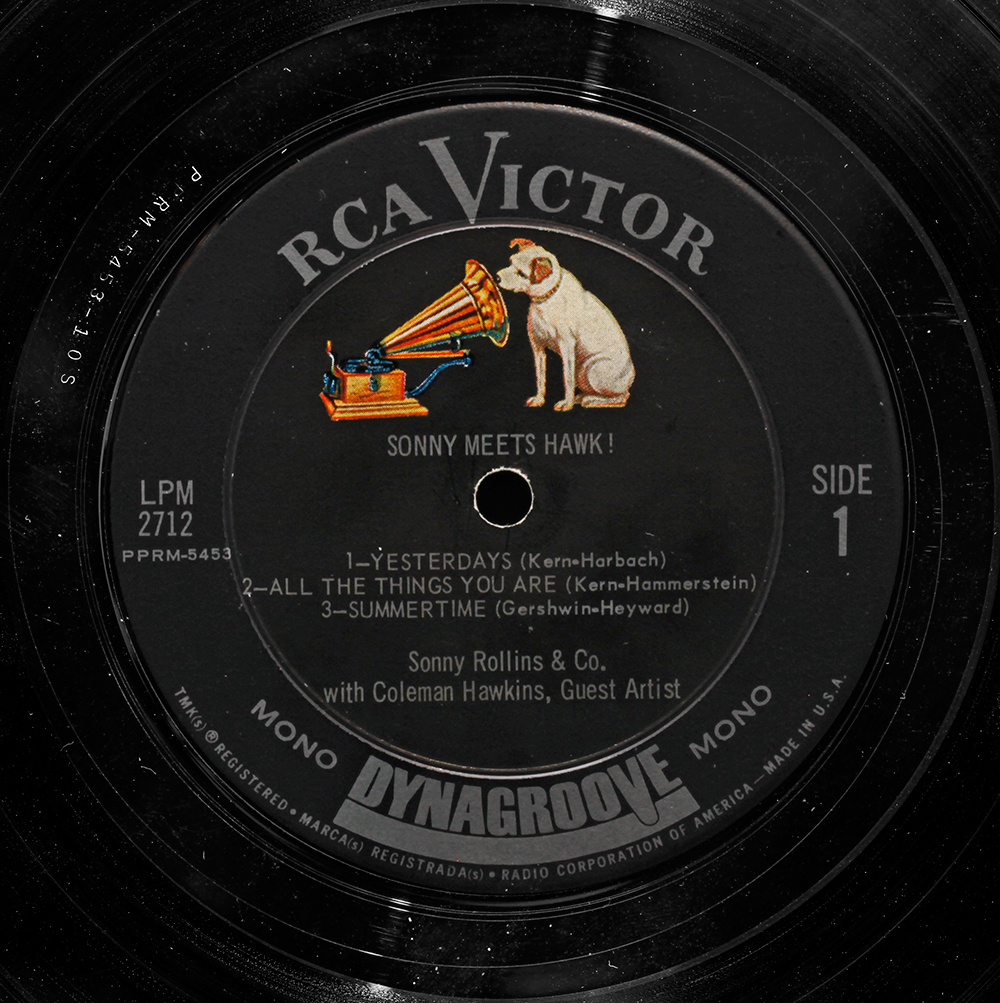 RCA VICTOR
PPRM-5453-10S
SONNY MEETS HAWK!
LPM
2712
PPRM-5453
SIDE
1
1—YESTERDAYS (Kern-Harbach)
2—ALL THE THINGS YOU ARE (Kern-Hammerstein)
3—SUMMERTIME (Gershwin-Heyward)
Sonny Rollins & Co.
with Coleman Hawkins, Guest Artist
MONO
DYNAGROOVE
MONO
TMK(s) ® REGISTERED • MARCA(s) REGISTRADA(s) • RADIO CORPORATION OF AMERICA—MADE IN U.S.A.